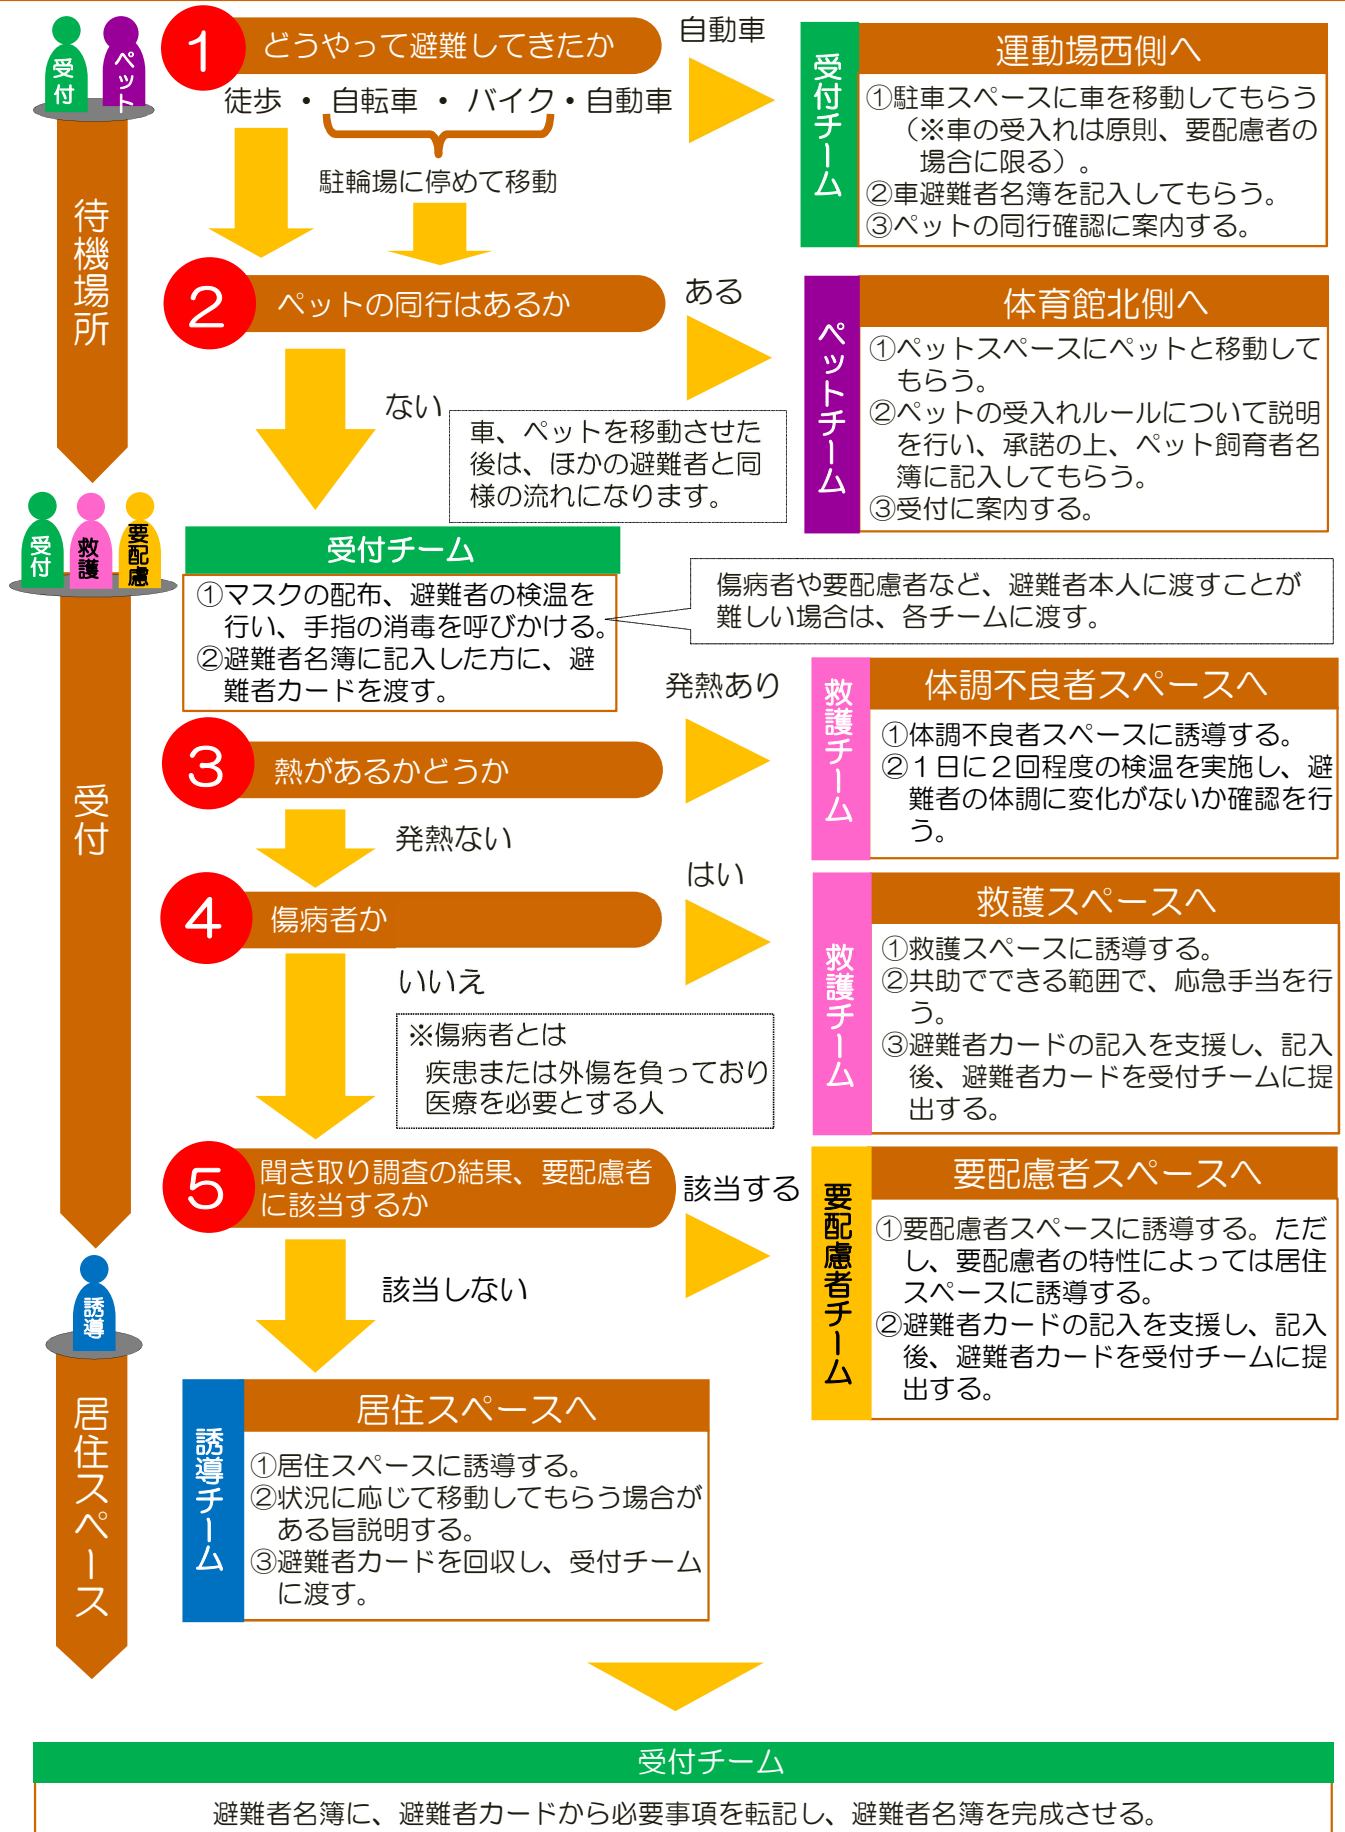 受付
ペット
1
どうやって避難してきたか
自動車
徒歩 ・ 自転車 ・ バイク・自動車
駐輪場に停めて移動
受付チーム
運動場西側へ
①駐車スペースに車を移動してもらう
（※車の受入れは原則、要配慮者の
場合に限る）。
②車避難者名簿を記入してもらう。
③ペットの同行確認に案内する。
待機場所
2
ペットの同行はあるか
ある
ない
車、ペットを移動させた
後は、ほかの避難者と同
様の流れになります。
ペットチーム
体育館北側へ
①ペットスペースにペットと移動して
もらう。
②ペットの受入れルールについて説明
を行い、承諾の上、ペット飼育者名
簿に記入してもらう。
③受付に案内する。
受付
救護
要配慮
受付チーム
①マスクの配布、避難者の検温を
行い、手指の消毒を呼びかける。
②避難者名簿に記入した方に、避
難者カードを渡す。
傷病者や要配慮者など、避難者本人に渡すことが
難しい場合は、各チームに渡す。
受付
3
熱があるかどうか
発熱あり
発熱ない
救護チーム
体調不良者スペースへ
①体調不良者スペースに誘導する。
②１日に２回程度の検温を実施し、避
難者の体調に変化がないか確認を行
う。
4
傷病者か
はい
いいえ
※傷病者とは
疾患または外傷を負っており
医療を必要とする人
救護チーム
救護スペースへ
①救護スペースに誘導する。
②共助でできる範囲で、応急手当を行
う。
③避難者カードの記入を支援し、記入
後、避難者カードを受付チームに提
出する。
5
聞き取り調査の結果、要配慮者
に該当するか
該当する
該当しない
要配慮者チーム
要配慮者スペースへ
①要配慮者スペースに誘導する。ただ
し、要配慮者の特性によっては居住
スペースに誘導する。
②避難者カードの記入を支援し、記入
後、避難者カードを受付チームに提
出する。
誘導
居住スペース
誘導チーム
居住スペースへ
①居住スペースに誘導する。
②状況に応じて移動してもらう場合が
ある旨説明する。
③避難者カードを回収し、受付チーム
に渡す。
受付チーム
避難者名簿に、避難者カードから必要事項を転記し、避難者名簿を完成させる。